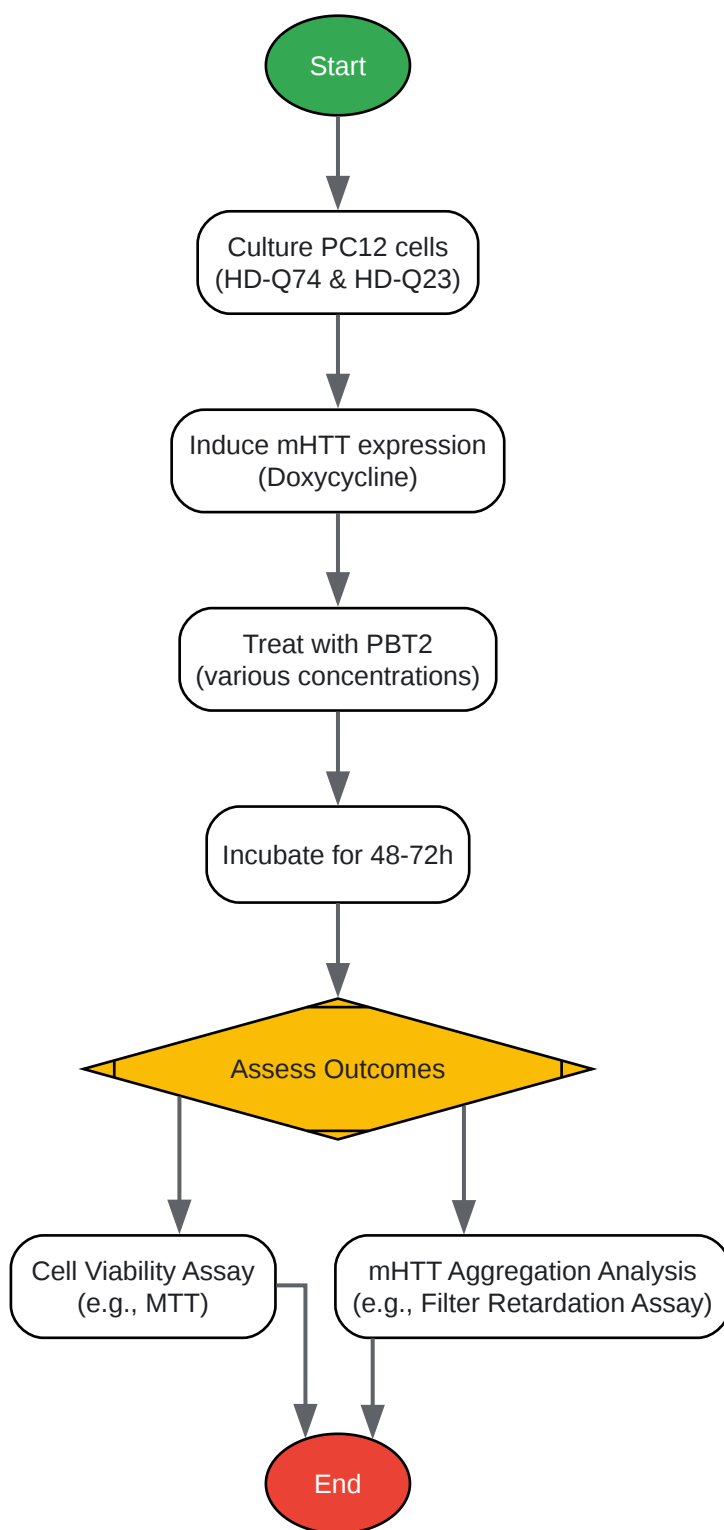 Start
Culture PC12 cells
(HD-Q74 & HD-Q23)
Induce mHTT expression
(Doxycycline)
Treat with PBT2
(various concentrations)
Incubate for 48-72h
Assess Outcomes
Cell Viability Assay
(e.g., MTT)
mHTT Aggregation Analysis
(e.g., Filter Retardation Assay)
End